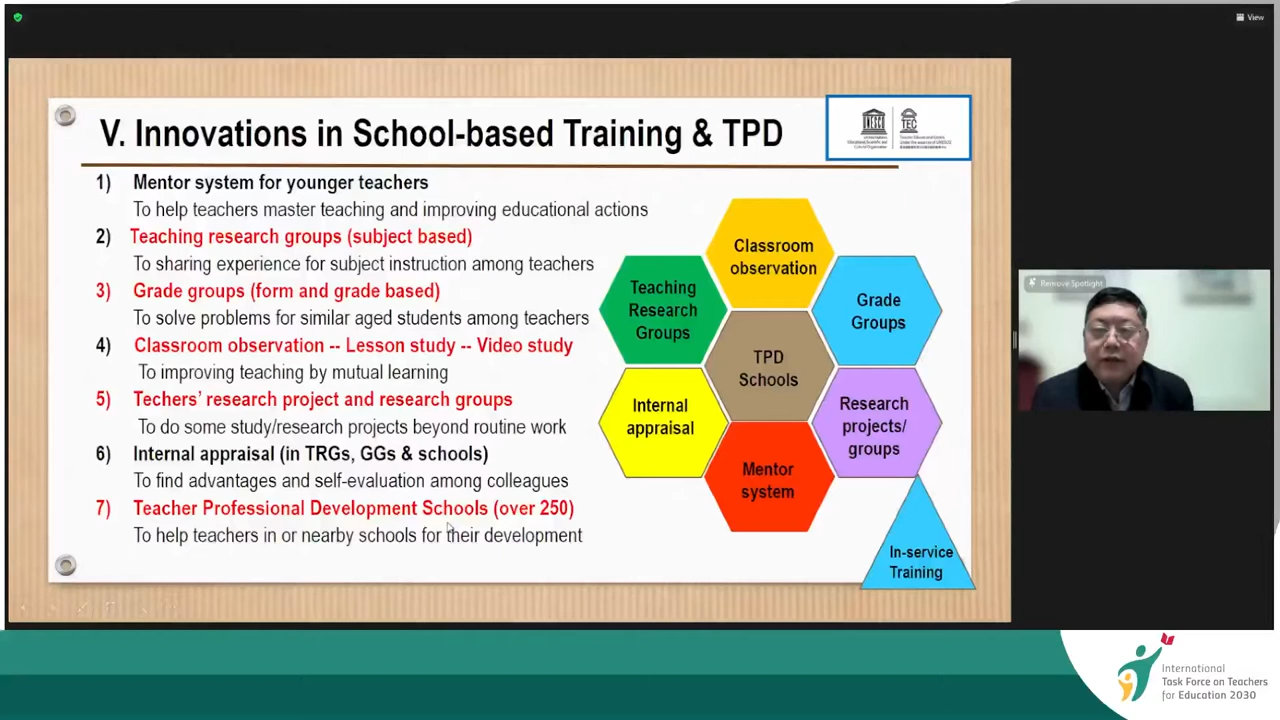 View
V. Innovations in School-based Training & TPD
UNESCO
TEC
1) Mentor system for younger teachers
To help teachers master teaching and improving educational actions
2) Teaching research groups (subject based)
To sharing experience for subject instruction among teachers
3) Grade groups (form and grade based)
To solve problems for similar aged students among teachers
4) Classroom observation -- Lesson study -- Video study
To improving teaching by mutual learning
5) Techers' research project and research groups
To do some study/research projects beyond routine work
6) Internal appraisal (in TRGs, GGs & schools)
To find advantages and self-evaluation among colleagues
7) Teacher Professional Development Schools (over 250)
To help teachers in or nearby schools for their development
Classroom
observation
Teaching
Research
Groups
Grade
Groups
TPD
Schools
Internal
appraisal
Research
projects/
groups
Mentor
system
In-service
Training
Remove Spotlight
International
Task Force on Teachers
for Education 2030